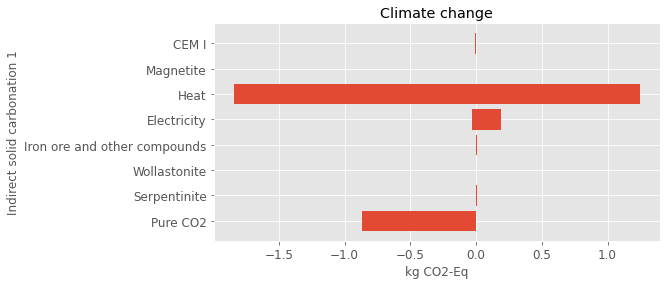 Climate change
Indirect solid carbonation 1
CEM I
Magnetite
Heat
Electricity
Iron ore and other compounds
Wollastonite
Serpentinite
Pure CO2
−1.5 −1.0 −0.5 0.0 0.5 1.0
kg CO2-Eq